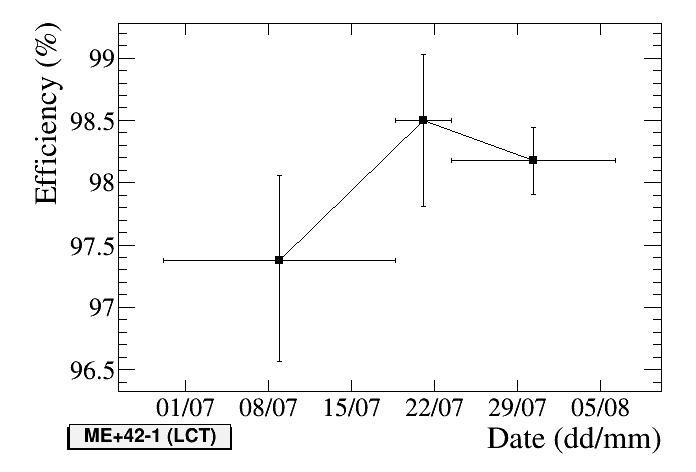 Efficiency (%)
99
98.5
98
97.5
97
96.5
01/07 08/07 15/07 22/07 29/07 05/08
ME+42-1 (LCT)
Date (dd/mm)